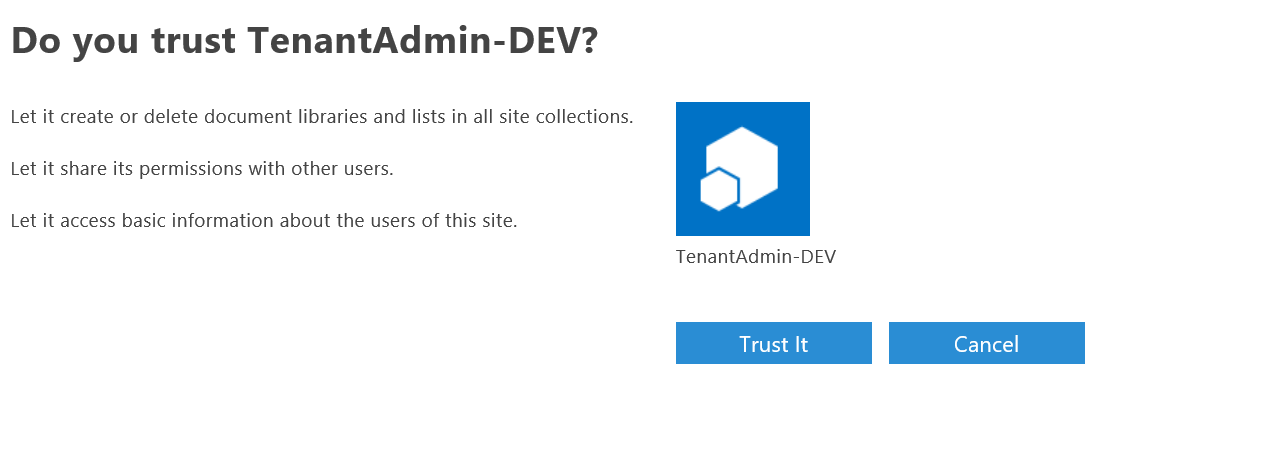 Do you trust TenantAdmin-DEV?
Let it create or delete document libraries and lists in all site collections.
Let it share its permissions with other users.
Let it access basic information about the users of this site.
TenantAdmin-DEV
Trust It
Cancel